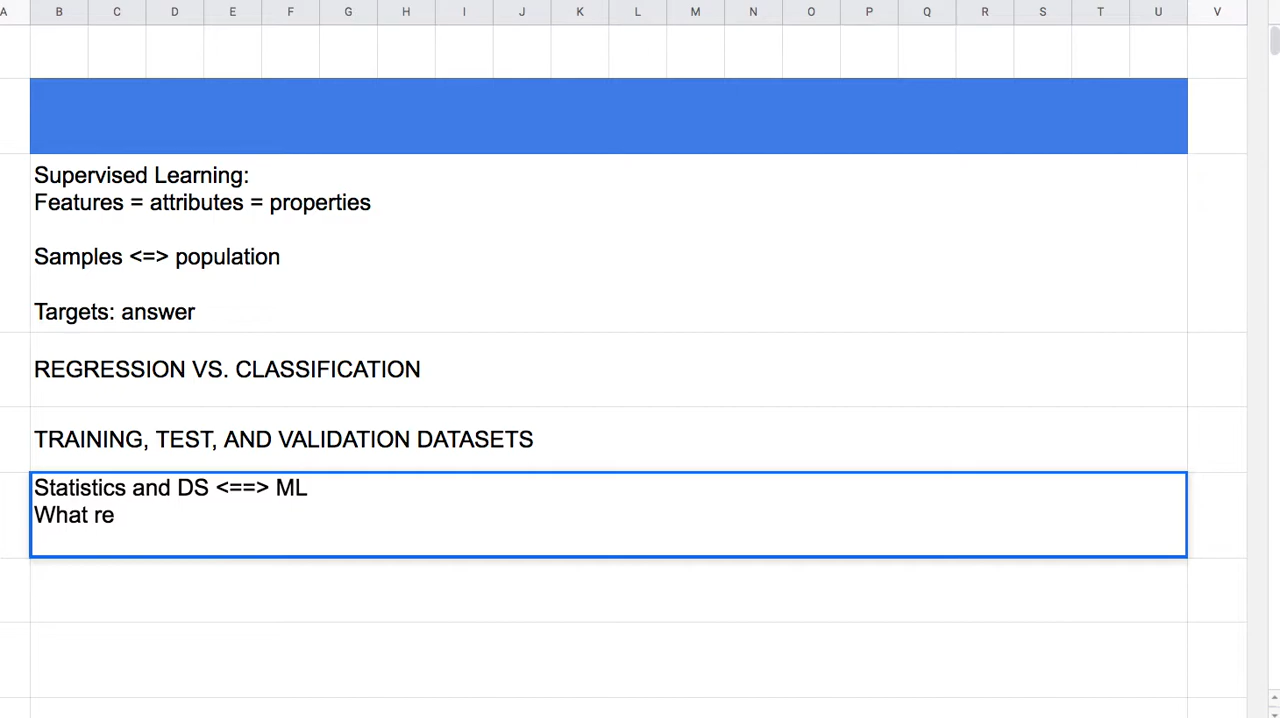 A B C D E F G H I J K L M N O P Q R S T U V
Supervised Learning:
Features = attributes = properties
Samples <=> population
Targets: answer
REGRESSION VS. CLASSIFICATION
TRAINING, TEST, AND VALIDATION DATASETS
Statistics and DS <==> ML
What re